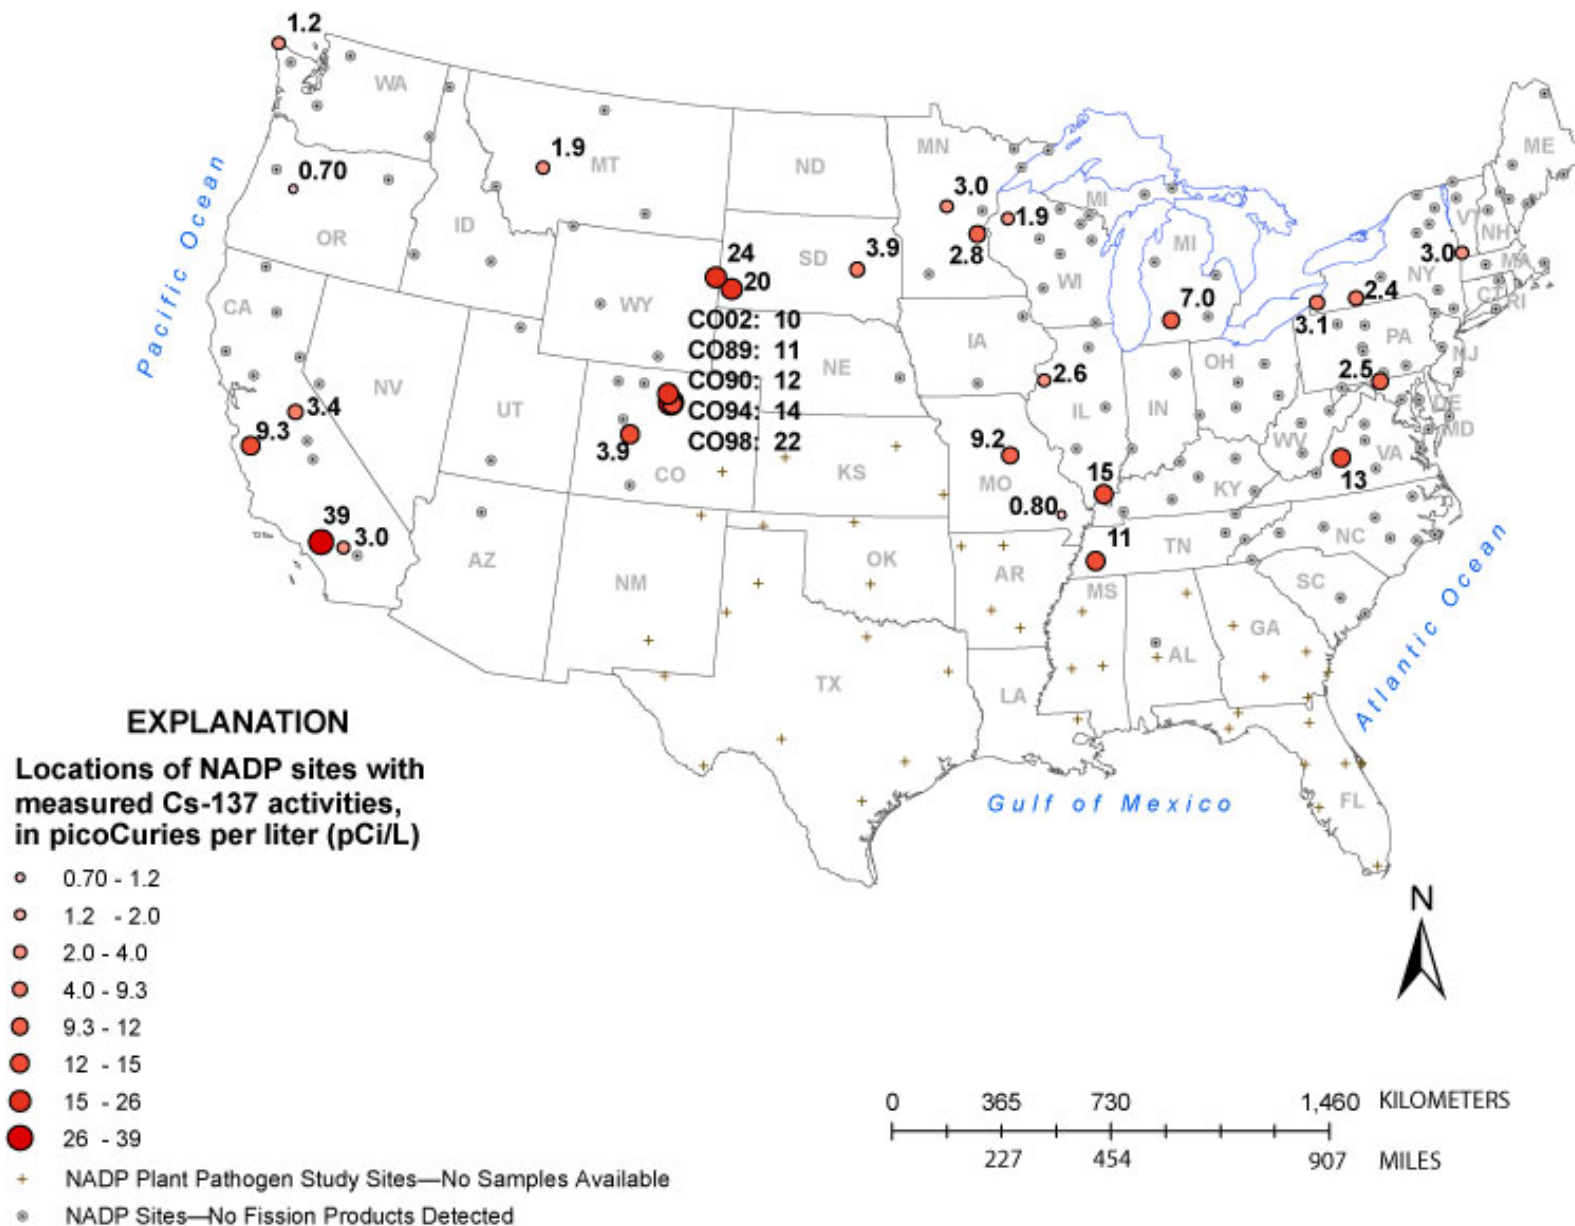 1.2
WA
0.70
OR
Pacific Ocean
1.9
MT
ID
ND
MN
3.0
1.9
2.8
MI
MI
WI
ME
VT
NH
3.0
MA
NY
CT
RI
24
20
SD
3.9
WY
CO02: 10
CO89: 11
CO90: 12
CO94: 14
CO98: 22
7.0
2.4
3.1
PA
NJ
2.5
CA
NV
UT
NE
IA
2.6
IL
IN
OH
DE
MD
WV
VA
13
3.4
9.3
3.9
CO
KS
9.2
MO
0.80
15
KY
39
3.0
AZ
NM
OK
AR
11
TN
NC
SC
MS
AL
GA
Atlantic Ocean
TX
LA
FL
Gulf of Mexico
EXPLANATION
Locations of NADP sites with
measured Cs-137 activities,
in picoCuries per liter (pCi/L)
0.70 - 1.2
1.2 - 2.0
2.0 - 4.0
4.0 - 9.3
9.3 - 12
12 - 15
15 - 26
26 - 39
NADP Plant Pathogen Study Sites—No Samples Available
NADP Sites—No Fission Products Detected
N
0 365 730 1,460 KILOMETERS
227 454 907 MILES